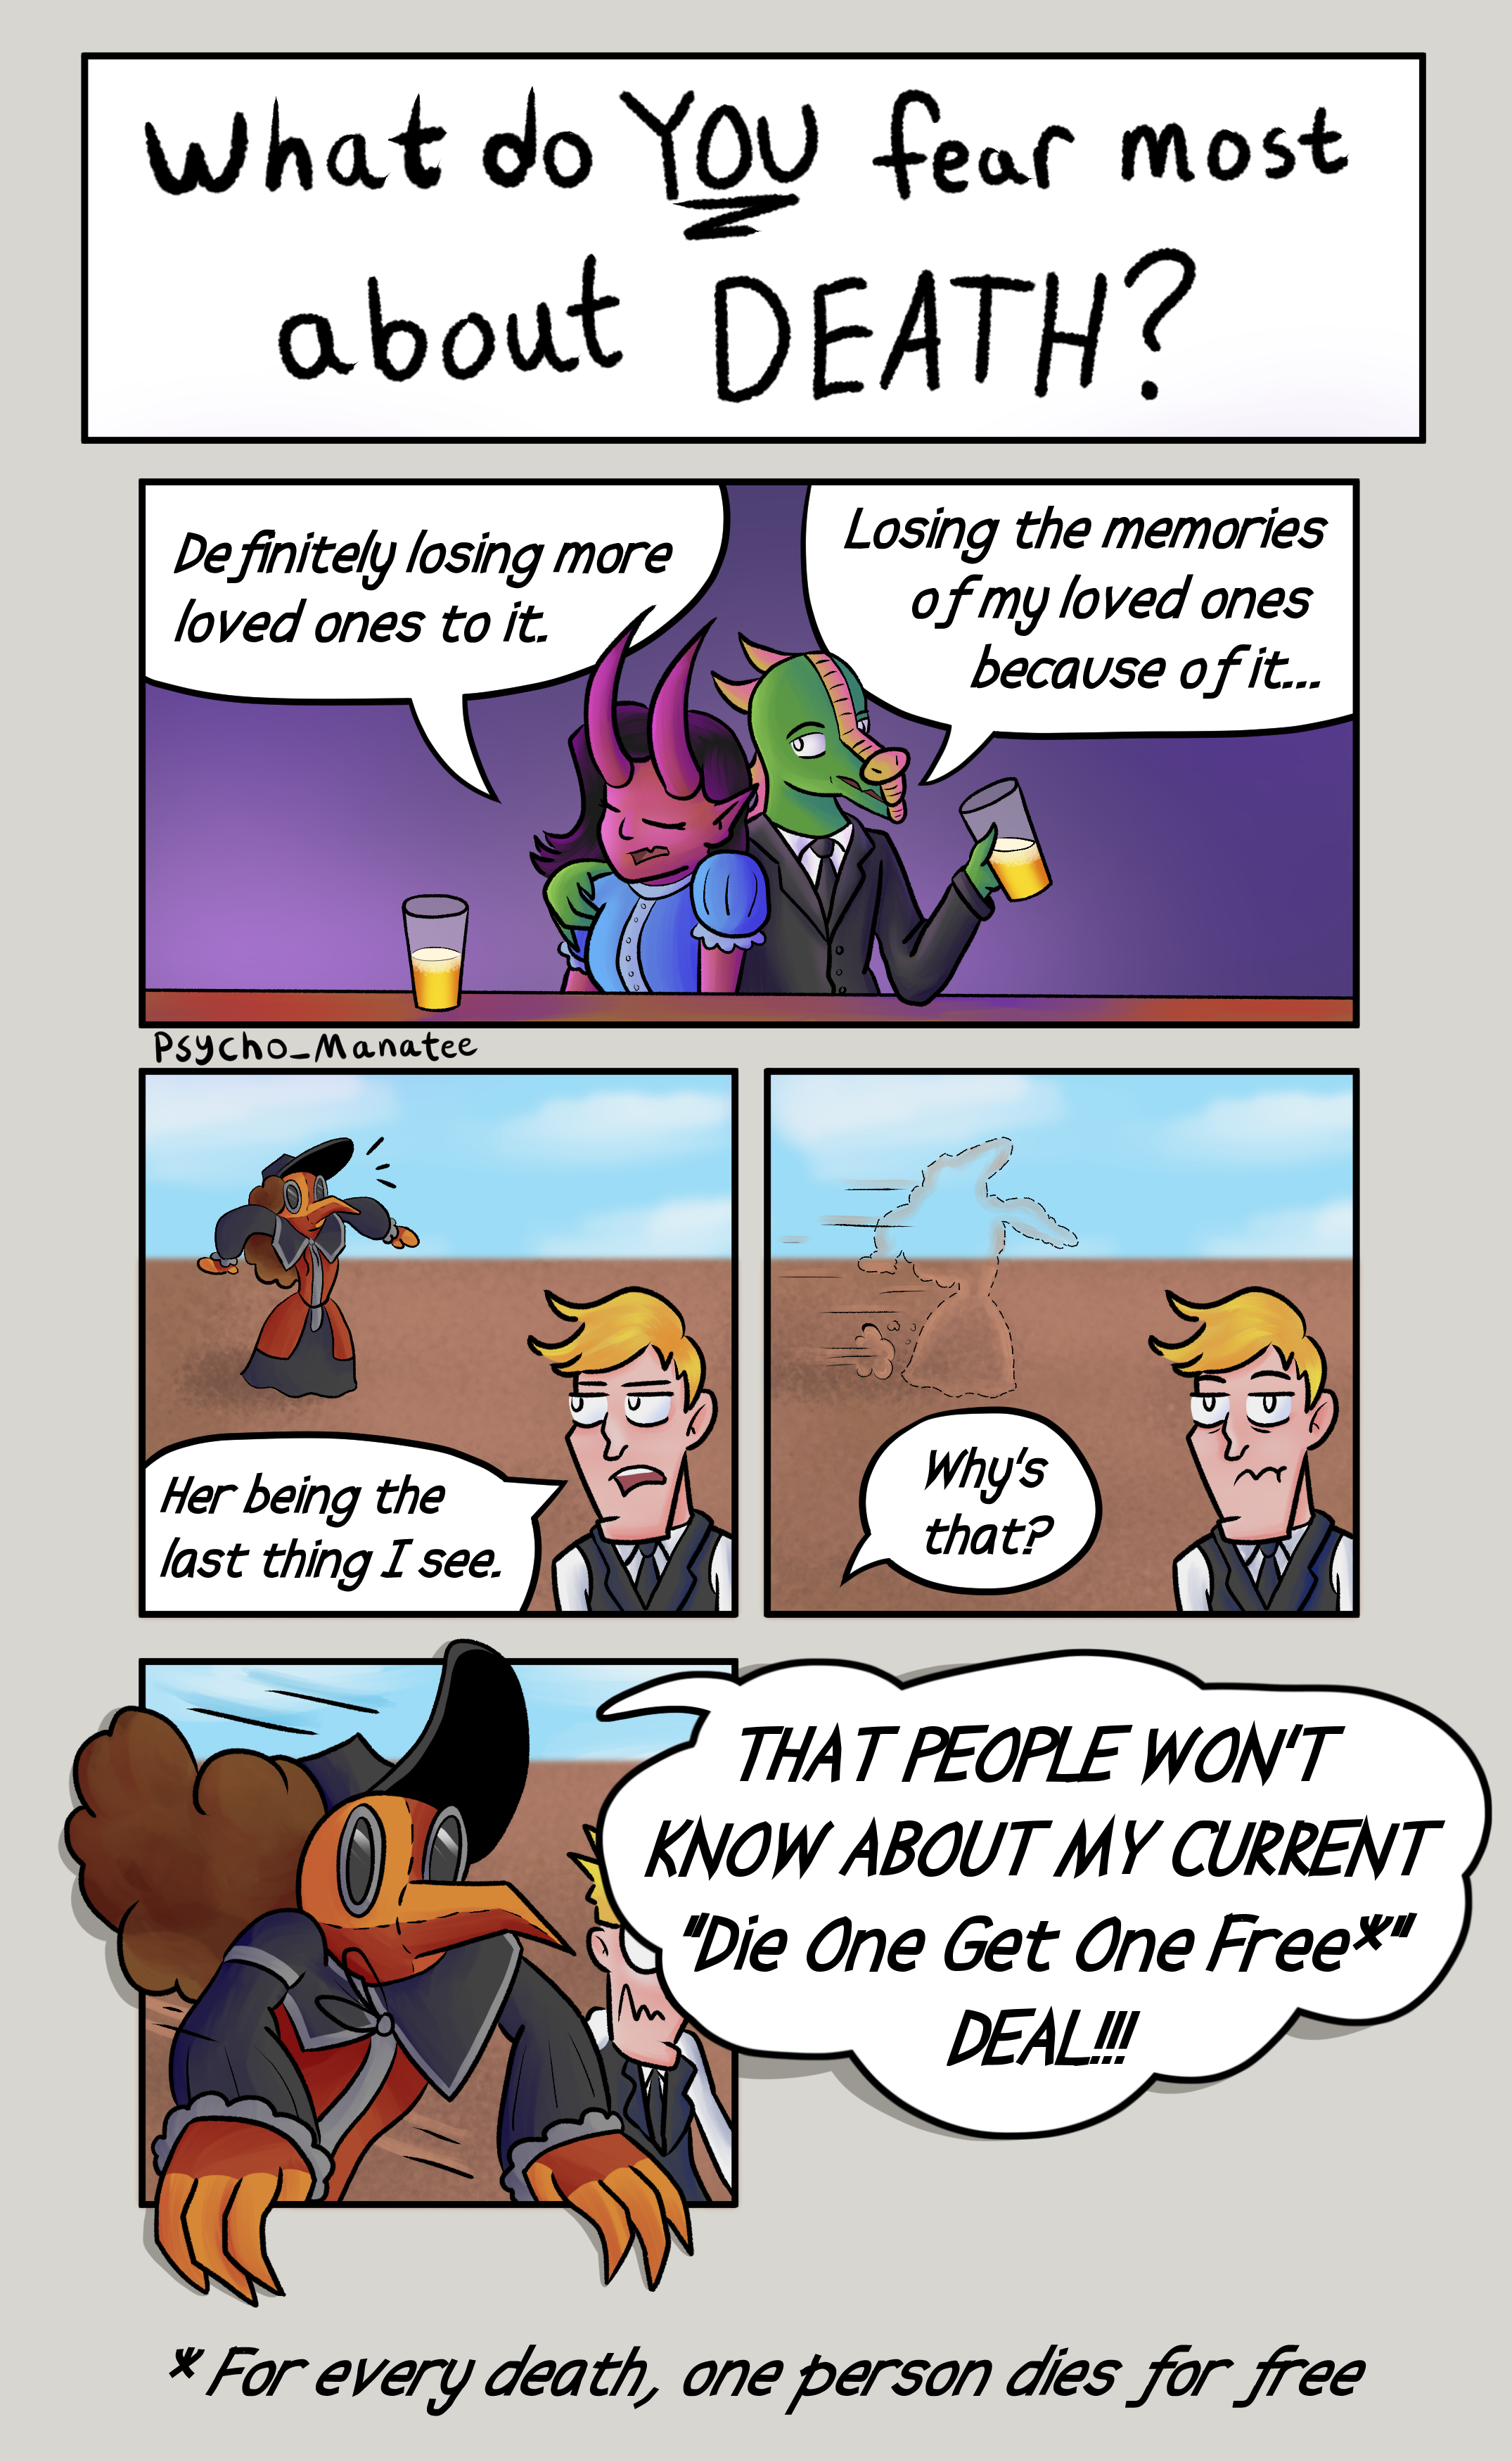 What do YOU fear most
about DEATH?
Definitely losing more
loved ones to it.
Losing the memories
of my loved ones
because of it...
Psycho_Manatee
Her being the
last thing I see.
Why's
that?
THAT PEOPLE WON'T
KNOW ABOUT MY CURRENT
"Die One Get One Free*"
DEAL!!!
* For every death, one person dies for free